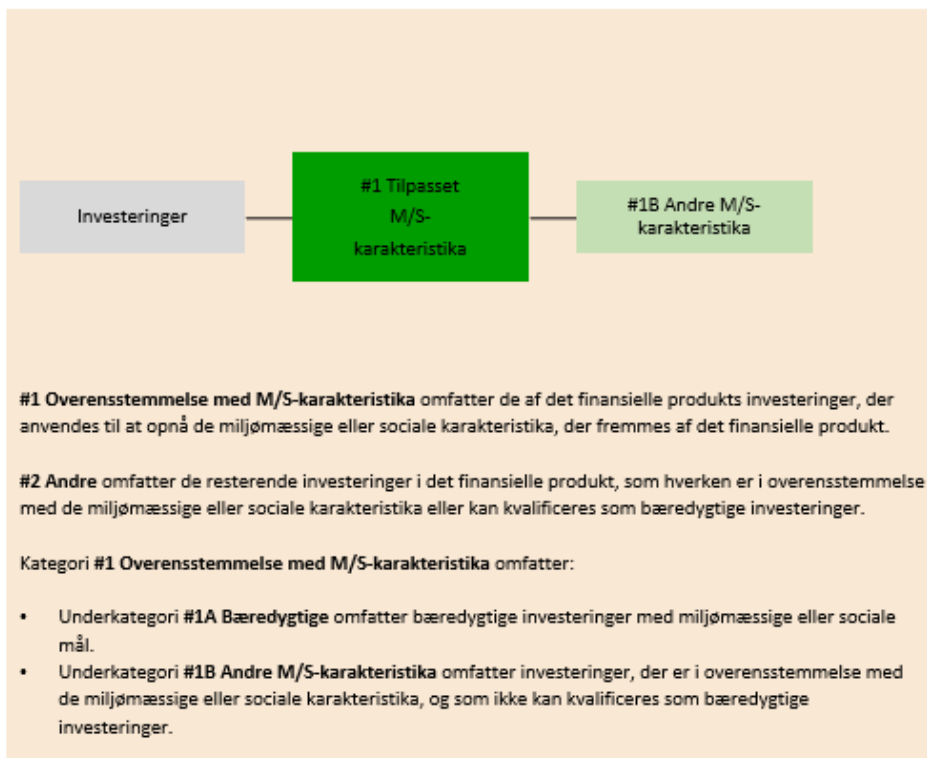 Investeringer
#1 Tilpasset
M/S-
karakteristika
#1B Andre M/S-
karakteristika
#1 Overensstemmelse med M/S-karakteristika omfatter de af det finansielle produkts investeringer, der
anvendes til at opnå de miljømæssige eller sociale karakteristika, der fremmes af det finansielle produkt.
#2 Andre omfatter de resterende investeringer i det finansielle produkt, som hverken er i overensstemmelse
med de miljømæssige eller sociale karakteristika eller kan kvalificeres som bæredygtige investeringer.
Kategori #1 Overensstemmelse med M/S-karakteristika omfatter:
• Underkategori #1A Bæredygtige omfatter bæredygtige investeringer med miljømæssige eller sociale
mål.
• Underkategori #1B Andre M/S-karakteristika omfatter investeringer, der er i overensstemmelse med
de miljømæssige eller sociale karakteristika, og som ikke kan kvalificeres som bæredygtige
investeringer.